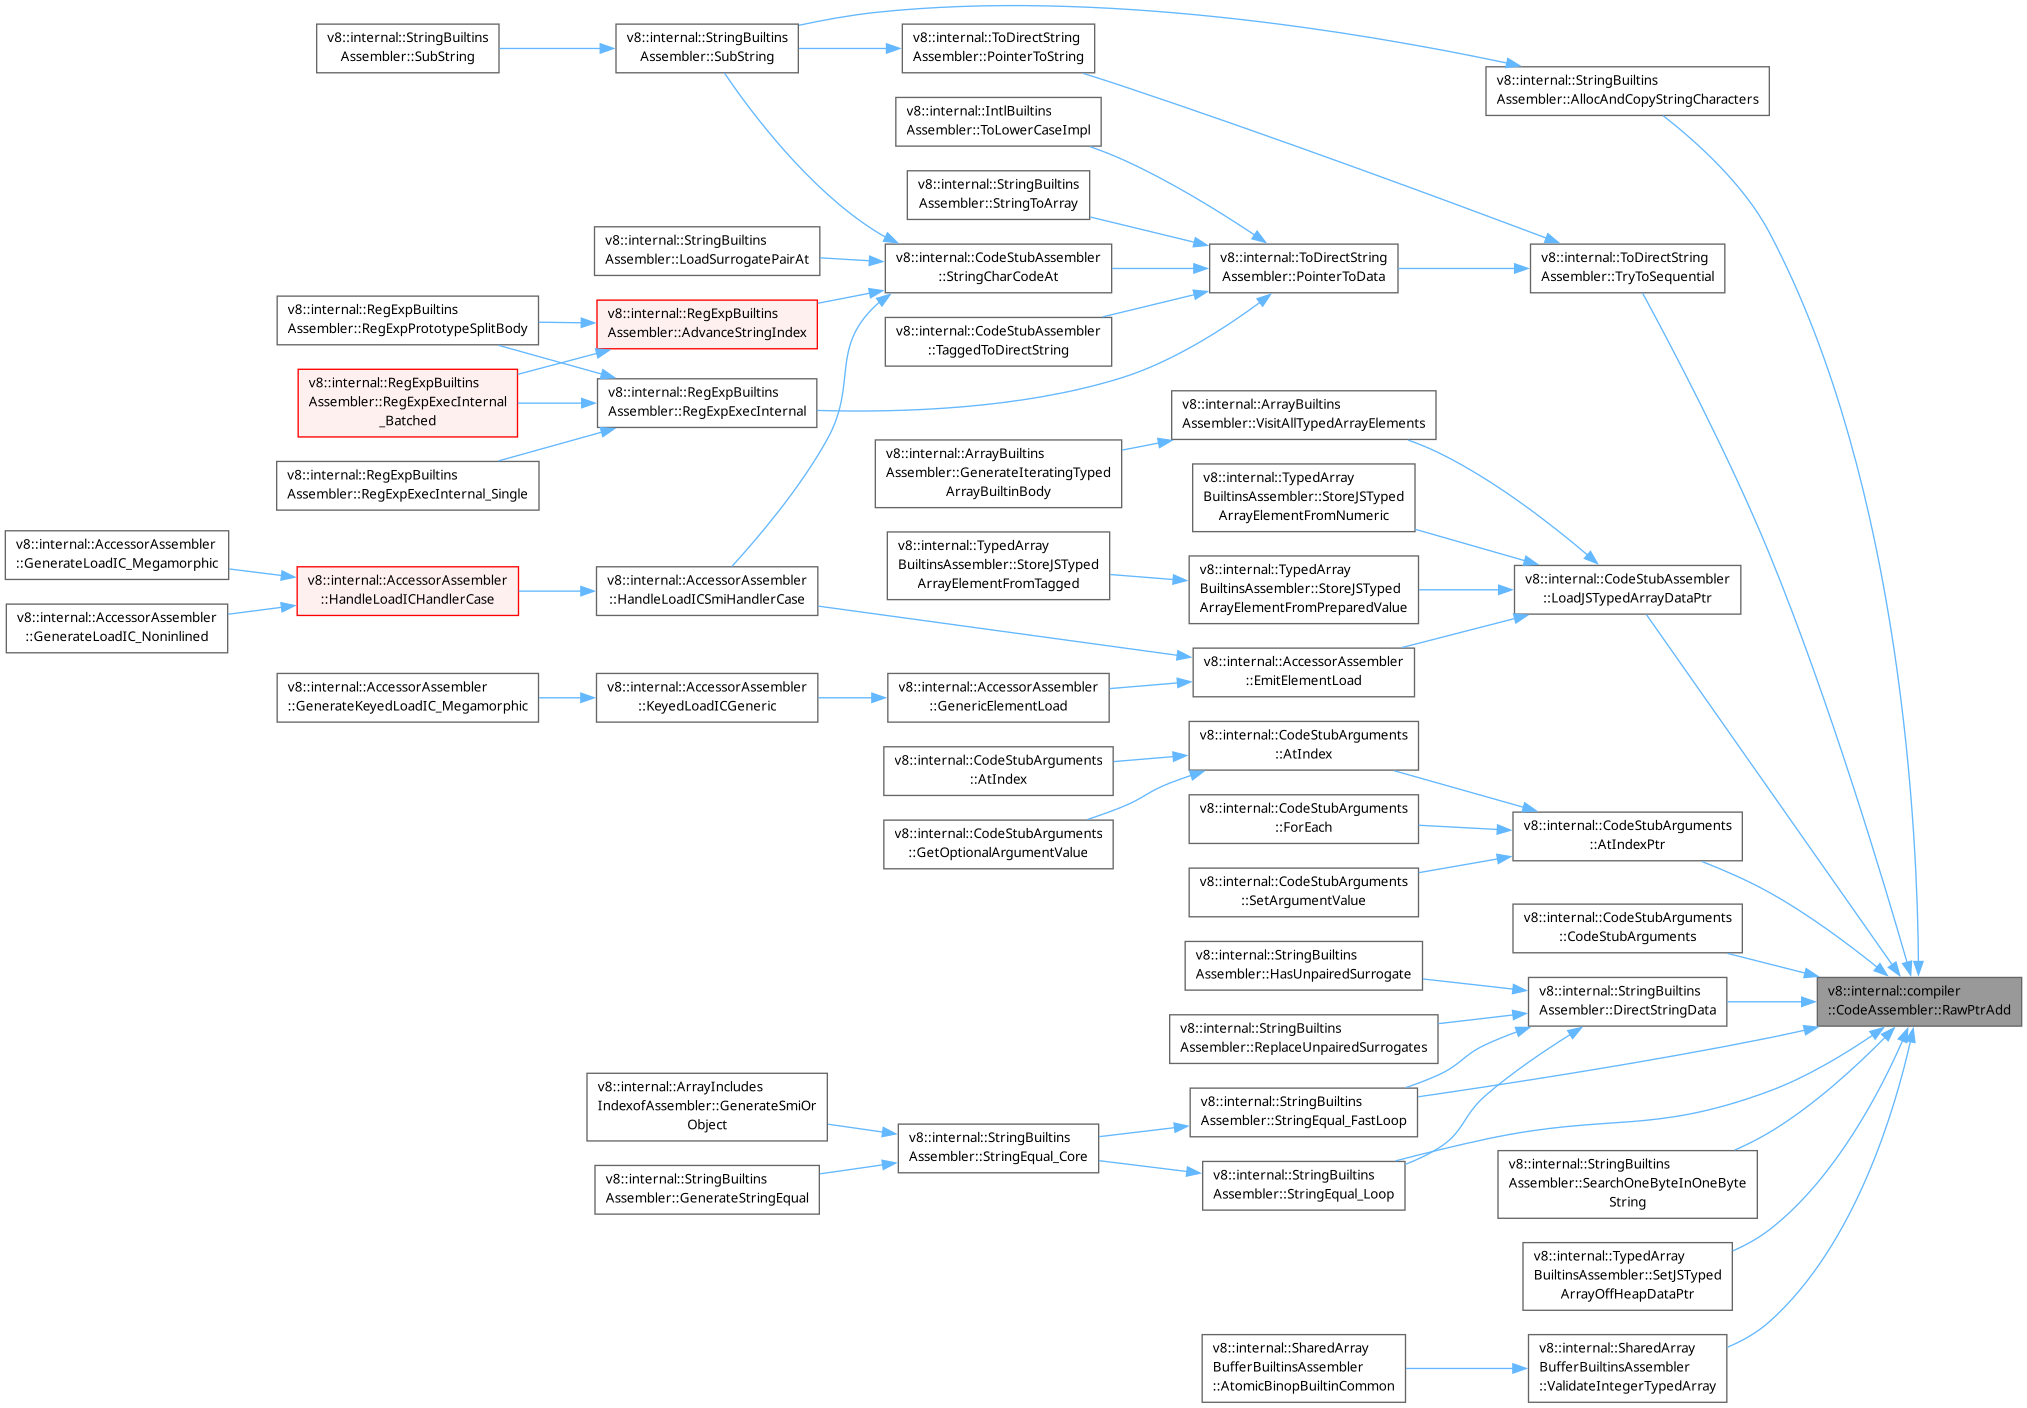 v8::internal::StringBuiltins
Assembler::SubString
v8::internal::StringBuiltins
Assembler::SubString
v8::internal::ToDirectString
Assembler::PointerToString
v8::internal::StringBuiltins
Assembler::AllocAndCopyStringCharacters
v8::internal::IntlBuiltins
Assembler::ToLowerCaseImpl
v8::internal::StringBuiltins
Assembler::StringToArray
v8::internal::StringBuiltins
Assembler::LoadSurrogatePairAt
v8::internal::CodeStubAssembler
::StringCharCodeAt
v8::internal::ToDirectString
Assembler::PointerToData
v8::internal::ToDirectString
Assembler::TryToSequential
v8::internal::RegExpBuiltins
Assembler::RegExpPrototypeSplitBody
v8::internal::RegExpBuiltins
Assembler::AdvanceStringIndex
v8::internal::CodeStubAssembler
::TaggedToDirectString
v8::internal::RegExpBuiltins
Assembler::RegExpExecInternal
_Batched
v8::internal::RegExpBuiltins
Assembler::RegExpExecInternal
v8::internal::ArrayBuiltins
Assembler::VisitAllTypedArrayElements
v8::internal::ArrayBuiltins
Assembler::GenerateIteratingTyped
ArrayBuiltinBody
v8::internal::RegExpBuiltins
Assembler::RegExpExecInternal_Single
v8::internal::TypedArray
BuiltinsAssembler::StoreJSTyped
ArrayElementFromNumeric
v8::internal::AccessorAssembler
::GenerateLoadIC_Megamorphic
v8::internal::AccessorAssembler
::HandleLoadICHandlerCase
v8::internal::AccessorAssembler
::HandleLoadICSmiHandlerCase
v8::internal::TypedArray
BuiltinsAssembler::StoreJSTyped
ArrayElementFromTagged
v8::internal::TypedArray
BuiltinsAssembler::StoreJSTyped
ArrayElementFromPreparedValue
v8::internal::CodeStubAssembler
::LoadJSTypedArrayDataPtr
v8::internal::AccessorAssembler
::GenerateLoadIC_Noninlined
v8::internal::AccessorAssembler
::EmitElementLoad
v8::internal::AccessorAssembler
::GenerateKeyedLoadIC_Megamorphic
v8::internal::AccessorAssembler
::KeyedLoadICGeneric
v8::internal::AccessorAssembler
::GenericElementLoad
v8::internal::CodeStubArguments
::AtIndex
v8::internal::CodeStubArguments
::AtIndex
v8::internal::CodeStubArguments
::ForEach
v8::internal::CodeStubArguments
::GetOptionalArgumentValue
v8::internal::CodeStubArguments
::AtIndexPtr
v8::internal::CodeStubArguments
::SetArgumentValue
v8::internal::CodeStubArguments
::CodeStubArguments
v8::internal::StringBuiltins
Assembler::HasUnpairedSurrogate
v8::internal::StringBuiltins
Assembler::DirectStringData
v8::internal::compiler
::CodeAssembler::RawPtrAdd
v8::internal::StringBuiltins
Assembler::ReplaceUnpairedSurrogates
v8::internal::ArrayIncludes
IndexofAssembler::GenerateSmiOr
Object
v8::internal::StringBuiltins
Assembler::StringEqual_FastLoop
v8::internal::StringBuiltins
Assembler::StringEqual_Core
v8::internal::StringBuiltins
Assembler::GenerateStringEqual
v8::internal::StringBuiltins
Assembler::StringEqual_Loop
v8::internal::StringBuiltins
Assembler::SearchOneByteInOneByte
String
v8::internal::TypedArray
BuiltinsAssembler::SetJSTyped
ArrayOffHeapDataPtr
v8::internal::SharedArray
BufferBuiltinsAssembler
::AtomicBinopBuiltinCommon
v8::internal::SharedArray
BufferBuiltinsAssembler
::ValidateIntegerTypedArray